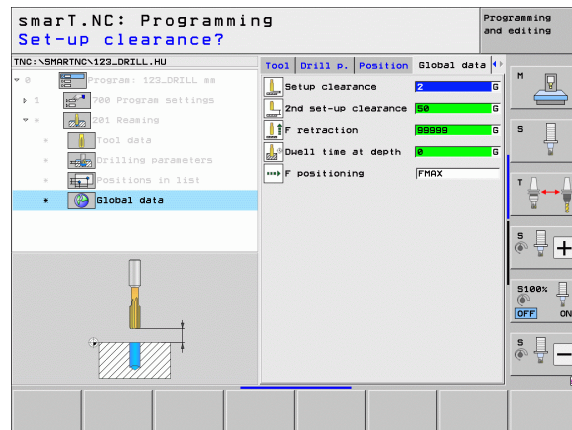 smarT.NC: Programming
Set-up clearance?
Programming
and editing
TNC:\SMARTNC\123_DRILL.HU
0 Program: 123_DRILL mm
1 700 Program settings
* 201 Reaming
* Tool data
* Drilling parameters
* Positions in list
* Global data
Tool Drill p. Position Global data
Setup clearance 2 G
2nd set-up clearance 50 G
F retraction 99999 G
Dwell time at depth 0 G
F positioning FMAX
M
S
T
S
S100%
OFF ON
S